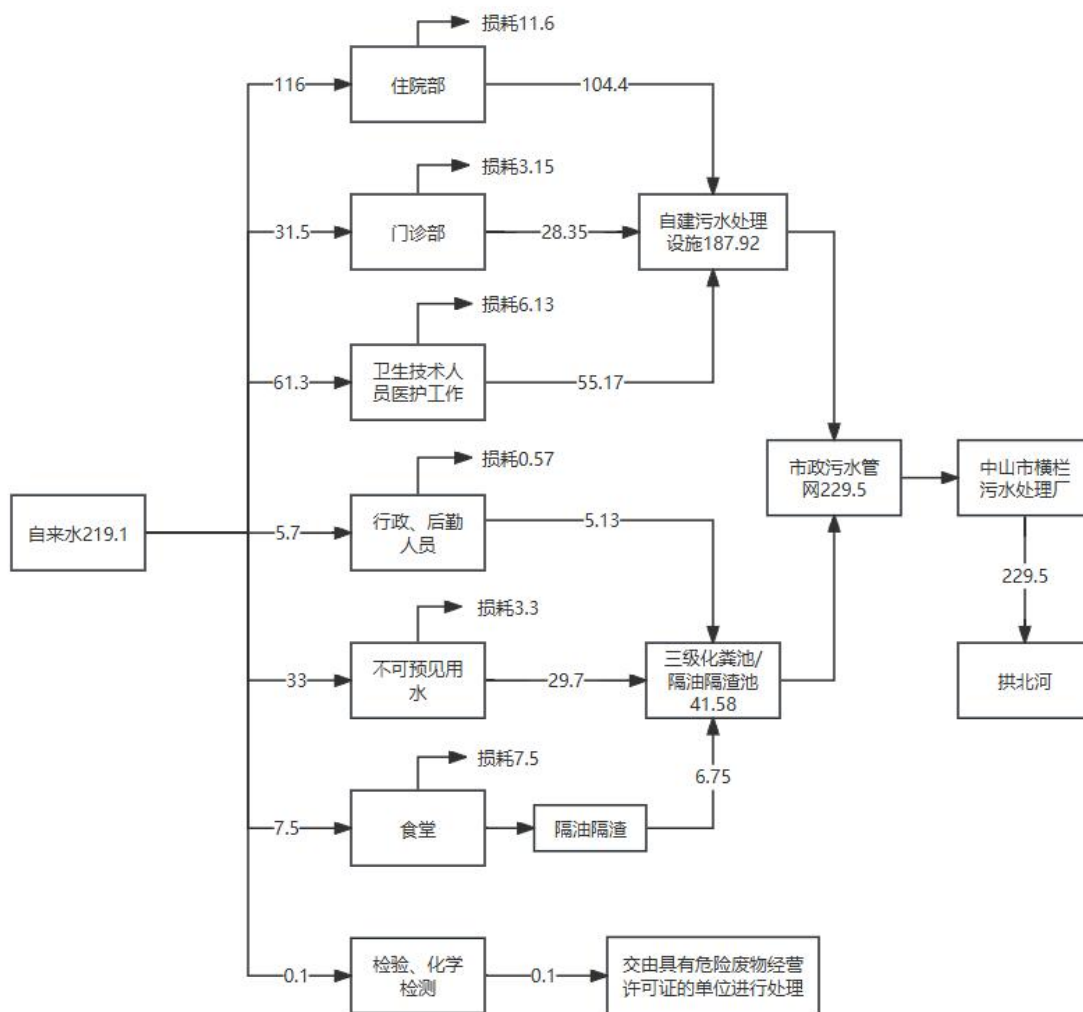 损耗11.6
116
住院部
104.4
损耗3.15
31.5
门诊部
28.35
自建污水处理
设施187.92
损耗6.13
61.3
卫生技术人
员医护工作
55.17
市政污水管
网229.5
中山市横栏
污水处理厂
损耗0.57
自来水219.1
5.7
行政、后勤
人员
5.13
229.5
拱北河
损耗3.3
33
不可预见用
水
29.7
三级化粪池/
隔油隔渣池
41.58
损耗7.5
7.5
食堂
隔油隔渣
6.75
0.1
检验、化学
检测
0.1
交由具有危险废物经营
许可证的单位进行处理